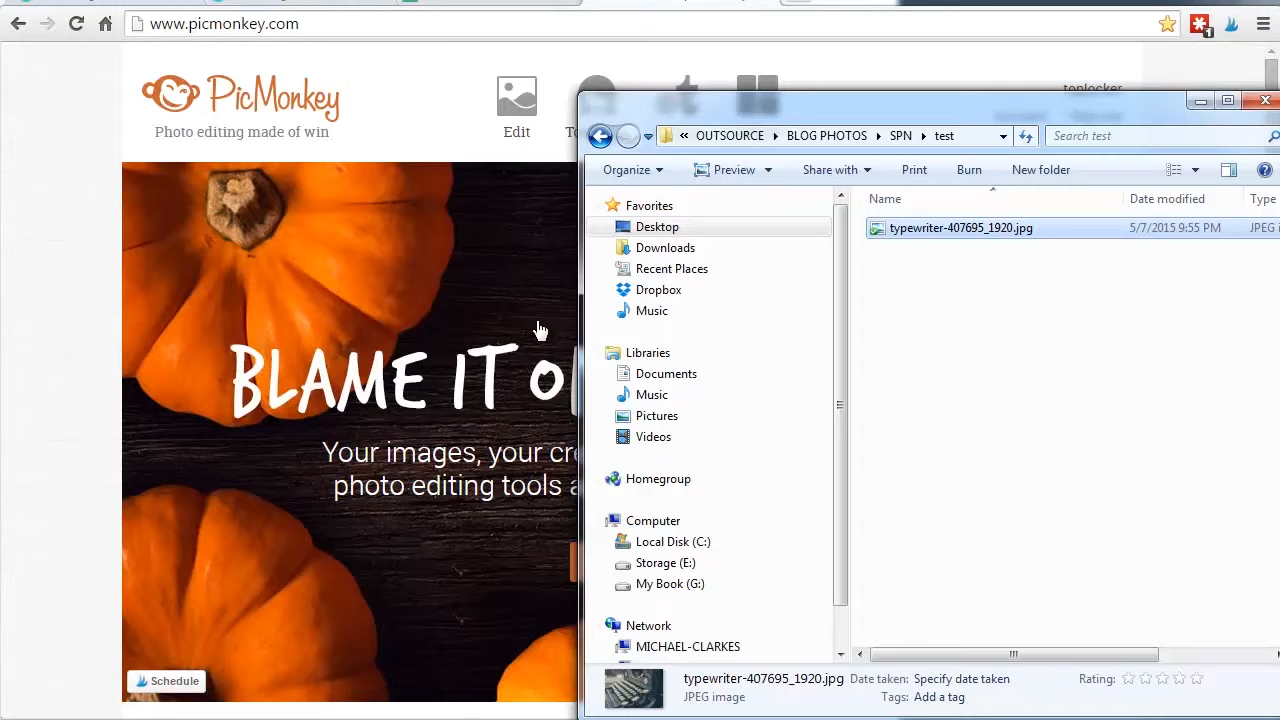 www.picmonkey.com
1
PicMonkey
Photo editing made of win
Edit
BLAME IT
Your images, your
photo editing tools
Schedule
OUTSOURCE BLOG PHOTOS SPN test
Search test
Organize Preview Share with Print Burn New folder
Name Date modified Type
typewriter-407695_1920.jpg 5/7/2015 9:55 PM JPEG
Favorites
Desktop
Downloads
Recent Places
Dropbox
Music
Libraries
Documents
Music
Pictures
Videos
Homegroup
Computer
Local Disk (C:)
Storage (E:)
My Book (G:)
Network
MICHAEL-CLARKES
typewriter-407695_1920.jpg Date taken: Specify date taken Rating:
JPEG image Tags: Add a tag